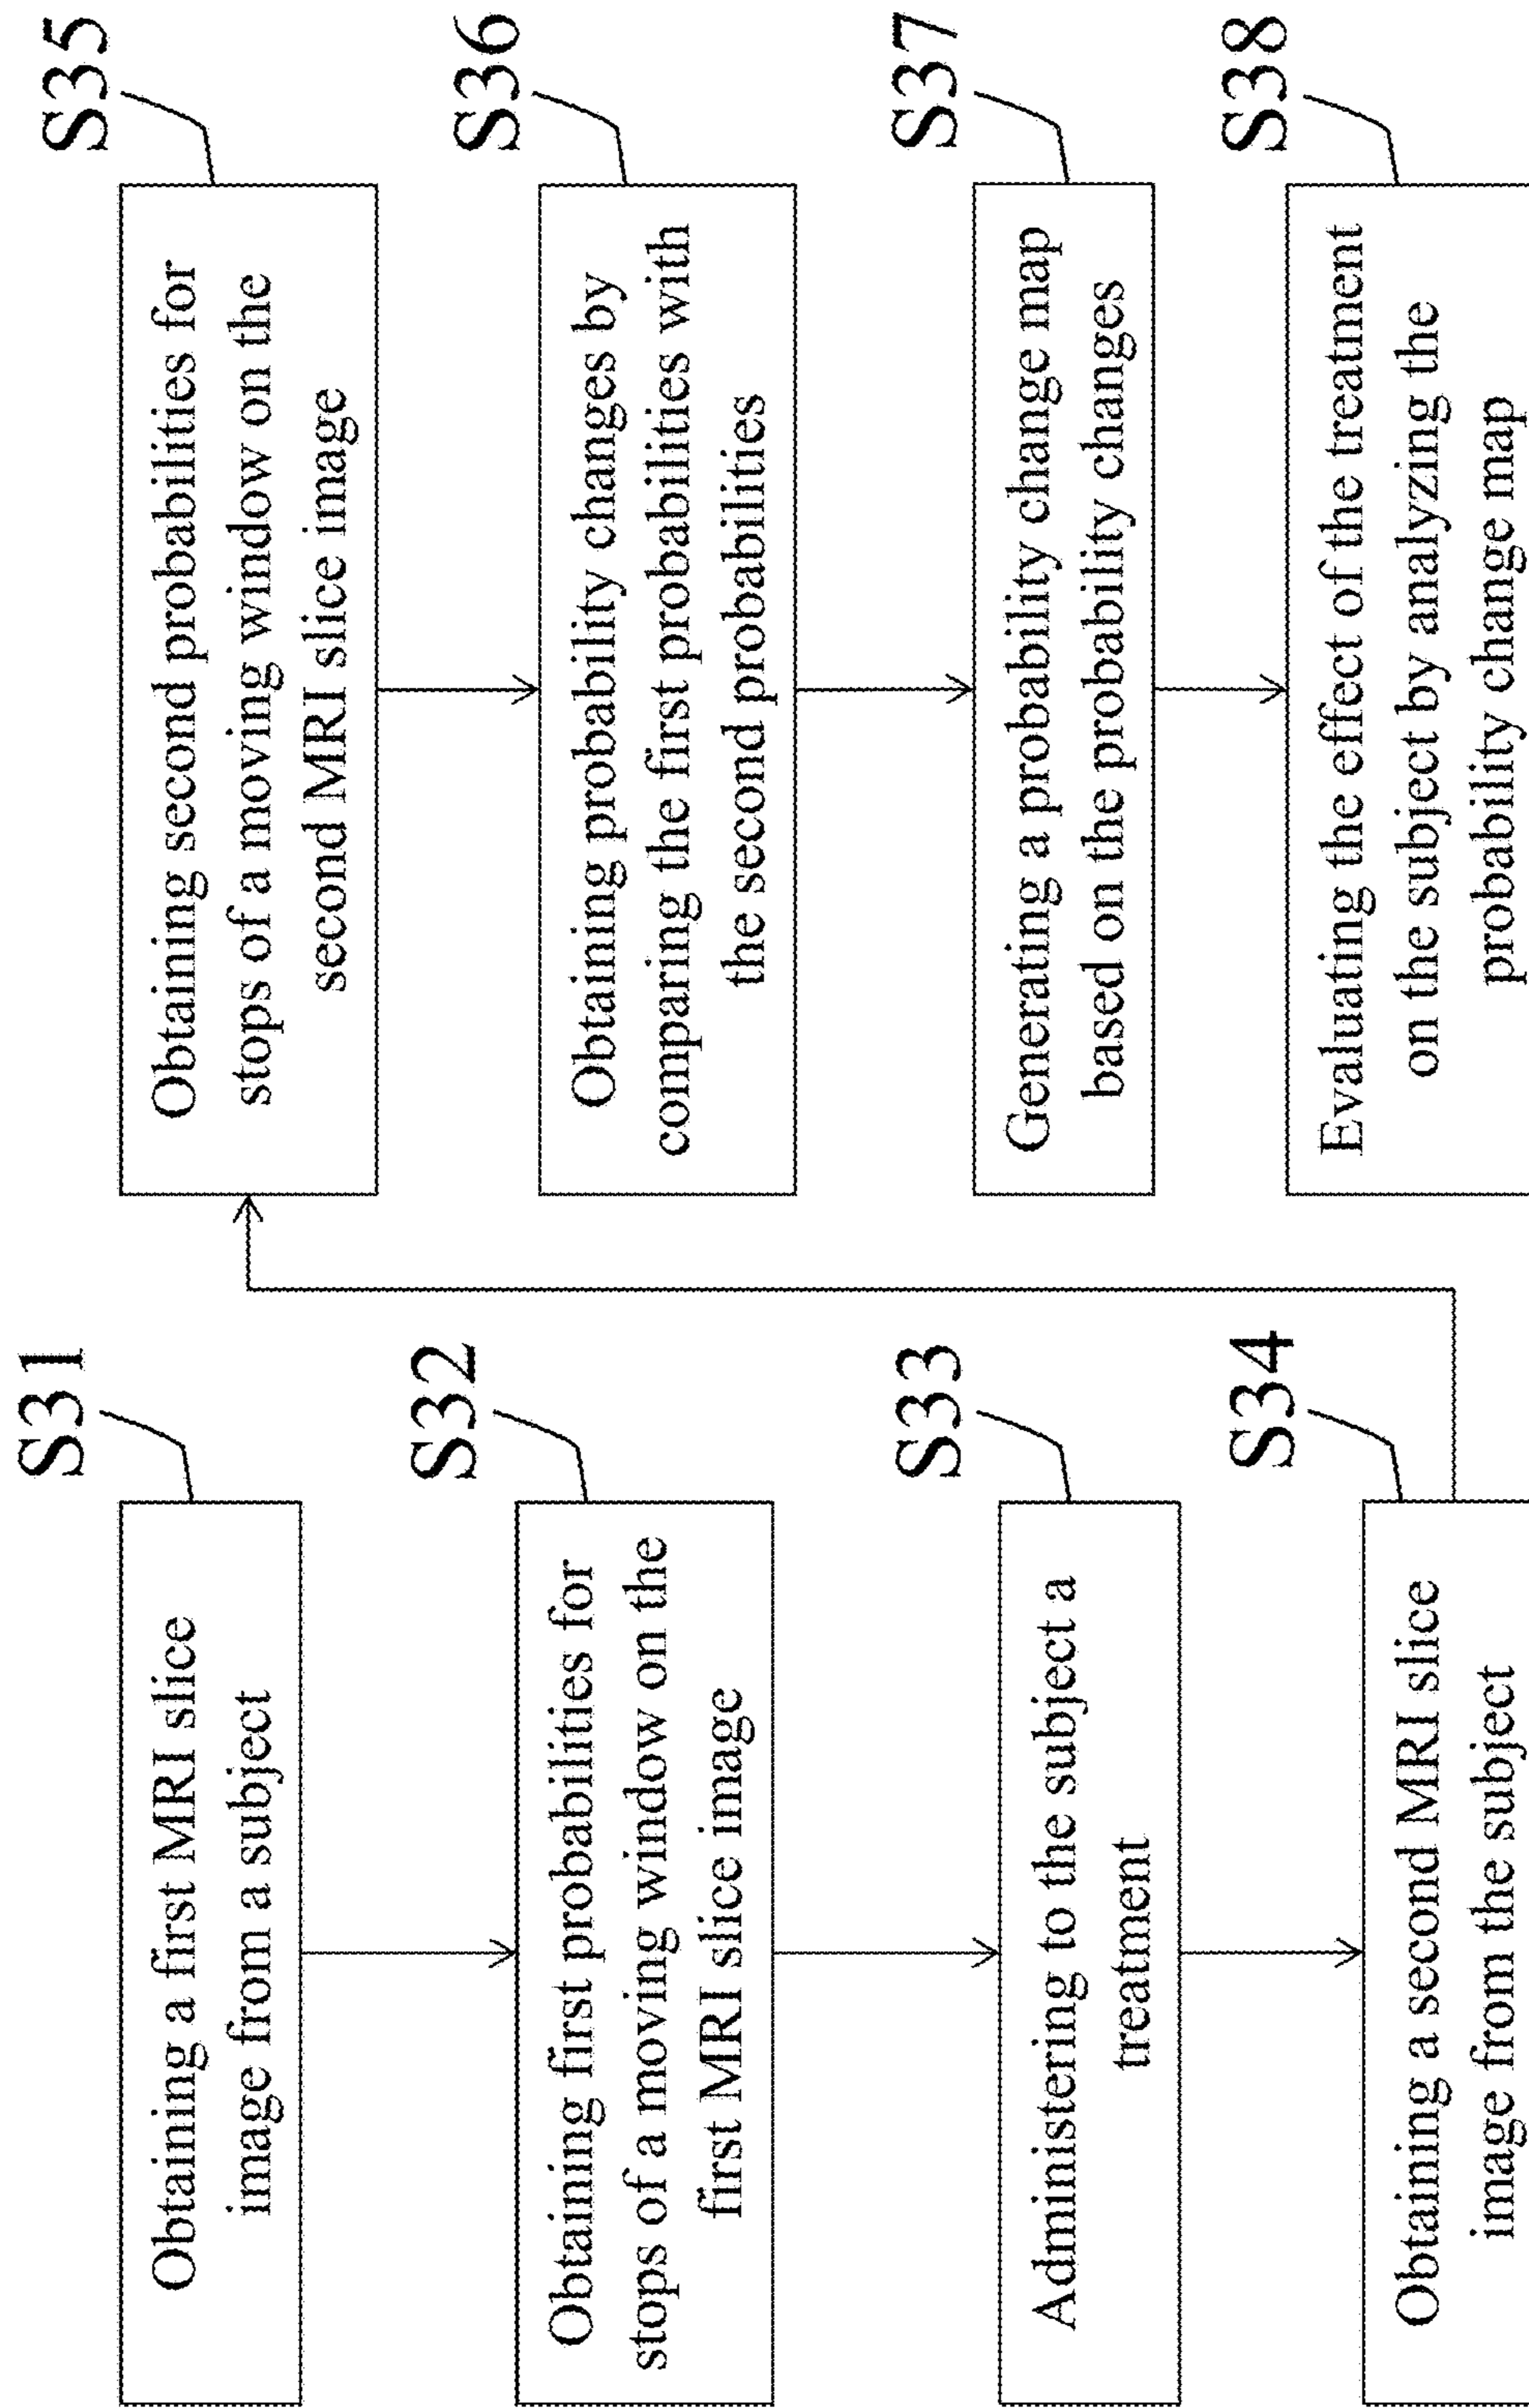 S31
Obtaining a first MRI slice
image from a subject
S32
Obtaining first probabilities for
stops of a moving window on the
first MRI slice image
S33
Administering to the subject a
treatment
S34
Obtaining a second MRI slice
image from the subject
S35
Obtaining second probabilities for
stops of a moving window on the
second MRI slice image
S36
Obtaining probability changes by
comparing the first probabilities with
the second probabilities
S37
Generating a probability change map
based on the probability changes
S38
Evaluating the effect of the treatment
on the subject by analyzing the
probability change map